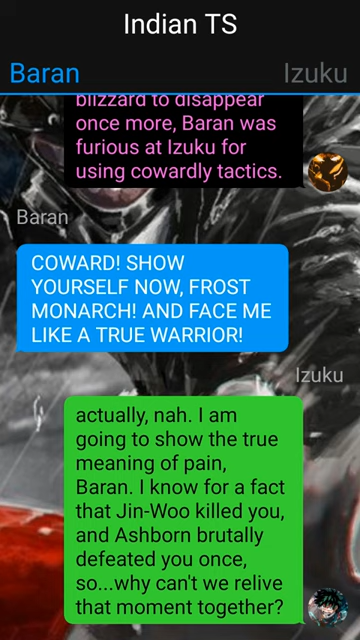 Indian TS
Baran
Izuku
blizzard to disappear
once more, Baran was
furious at Izuku for
using cowardly tactics.
Baran
COWARD! SHOW
YOURSELF NOW, FROST
MONARCH! AND FACE ME
LIKE A TRUE WARRIOR!
Izuku
actually, nah. I am
going to show the true
meaning of pain,
Baran. I know for a fact
that Jin-Woo killed you,
and Ashborn brutally
defeated you once,
so...why can't we relive
that moment together?